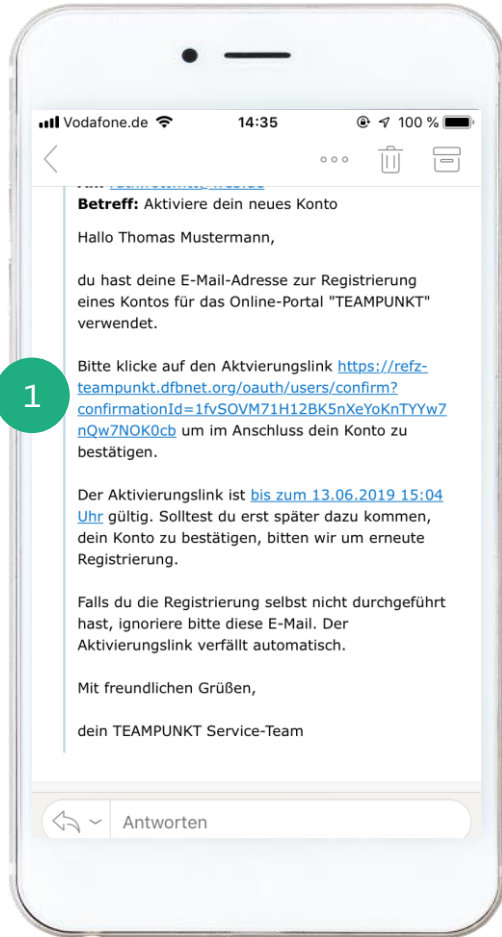 Vodafone.de 14:35 100 %
Betreff: Aktiviere dein neues Konto
Hallo Thomas Mustermann,
du hast deine E-Mail-Adresse zur Registrierung
eines Kontos für das Online-Portal "TEAMPUNKT"
verwendet.
Bitte klicke auf den Aktvierungslink https://refz-
1
teampunkt.dfbnet.org/oauth/users/confirm?
confirmationId=1fvSOVM71H12BK5nXeYoKnTYYw7
nQw7NOK0cb um im Anschluss dein Konto zu
bestätigen.
Der Aktivierungslink ist bis zum 13.06.2019 15:04
Uhr gültig. Solltest du erst später dazu kommen,
dein Konto zu bestätigen, bitten wir um erneute
Registrierung.
Falls du die Registrierung selbst nicht durchgeführt
hast, ignoriere bitte diese E-Mail. Der
Aktivierungslink verfällt automatisch.
Mit freundlichen Grüßen,
dein TEAMPUNKT Service-Team
Antworten